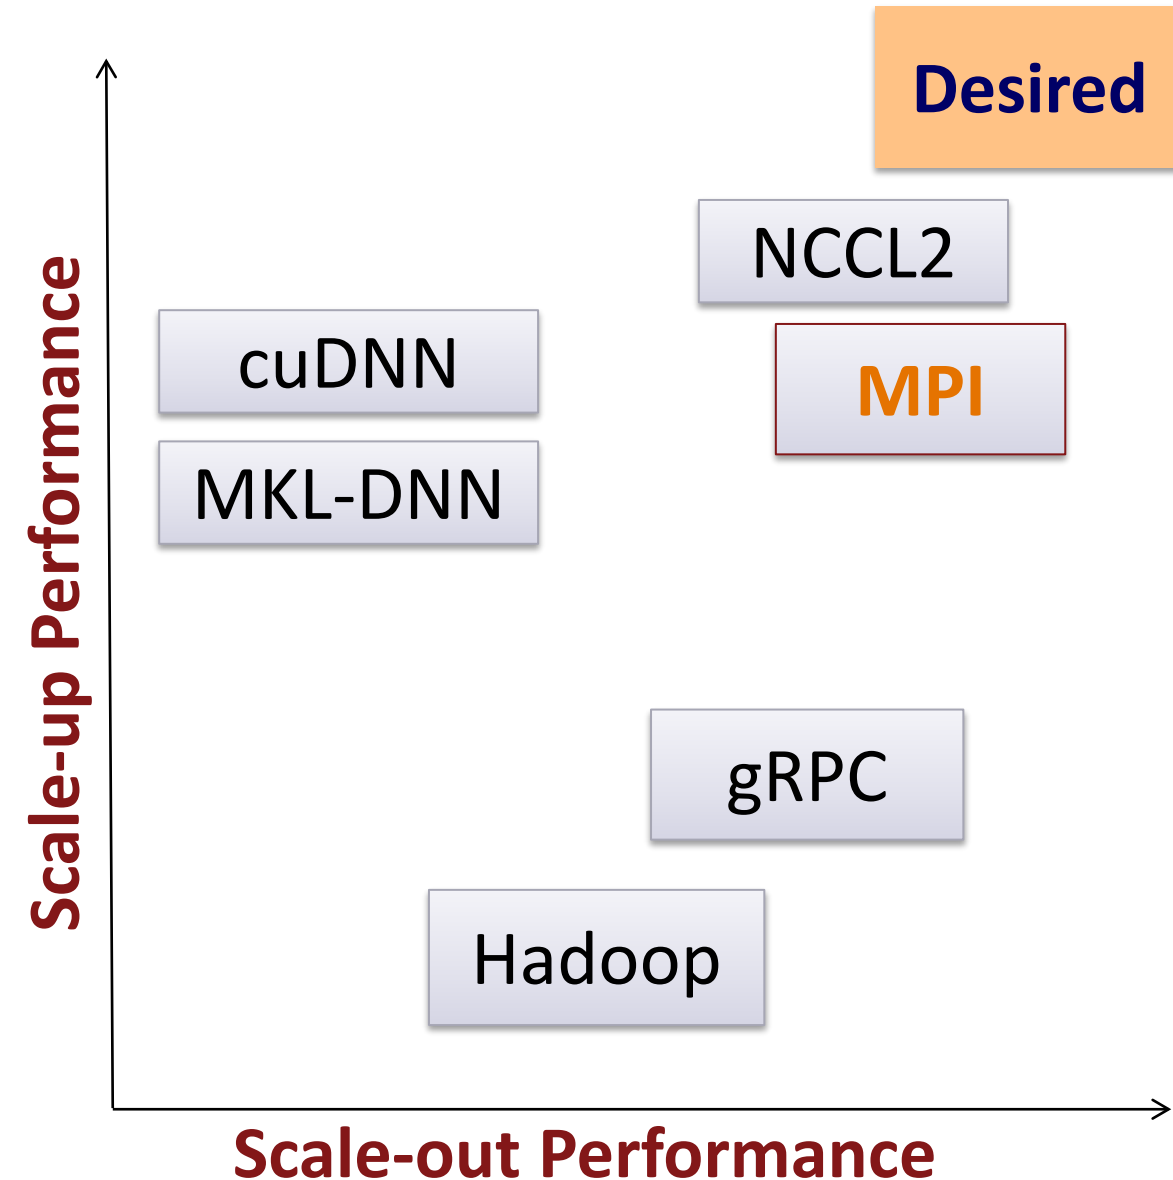 Desired
NCCL2
cuDNN
MPI
MKL-DNN
gRPC
Hadoop
Scale-up Performance
Scale-out Performance